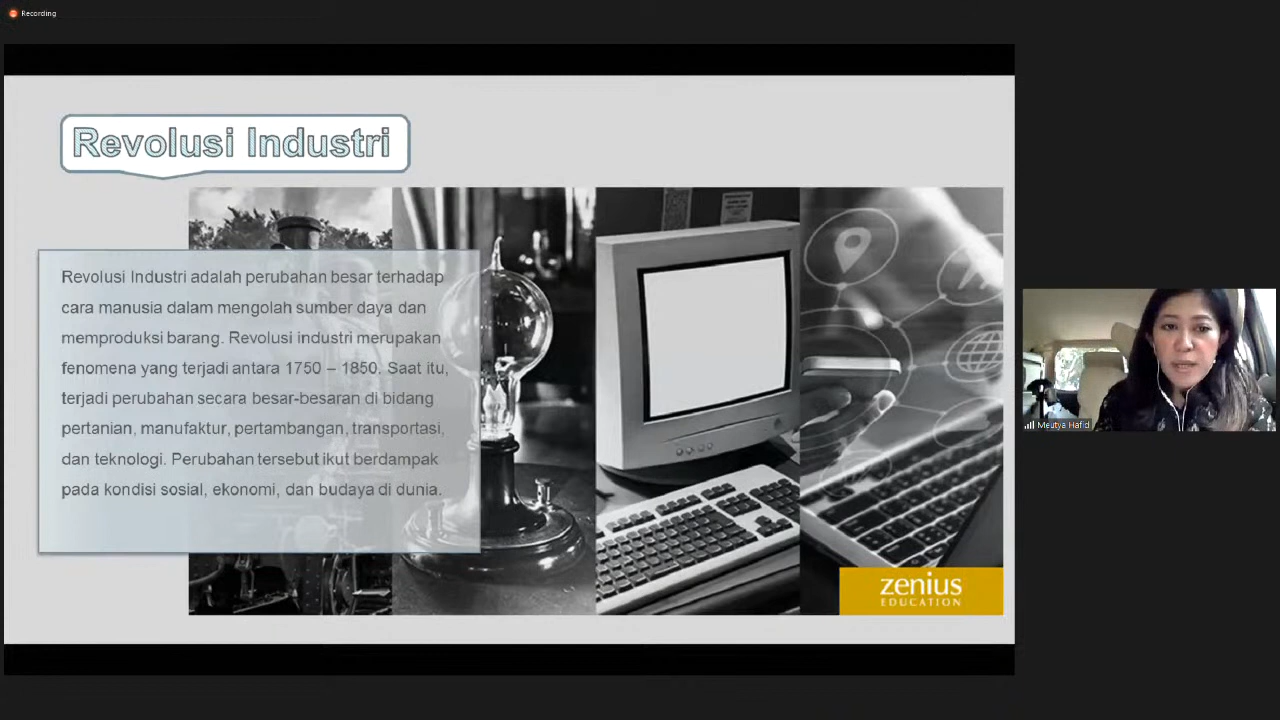 Recording
Revolusi Industri
Revolusi Industri adalah perubahan besar terhadap
cara manusia dalam mengolah sumber daya dan
memproduksi barang. Revolusi industri merupakan
fenomena yang terjadi antara 1750 – 1850. Saat itu,
terjadi perubahan secara besar-besaran di bidang
pertanian, manufaktur, pertambangan, transportasi,
dan teknologi. Perubahan tersebut ikut berdampak
pada kondisi sosial, ekonomi, dan budaya di dunia.
zenius
EDUCATION
Meutya Hafid